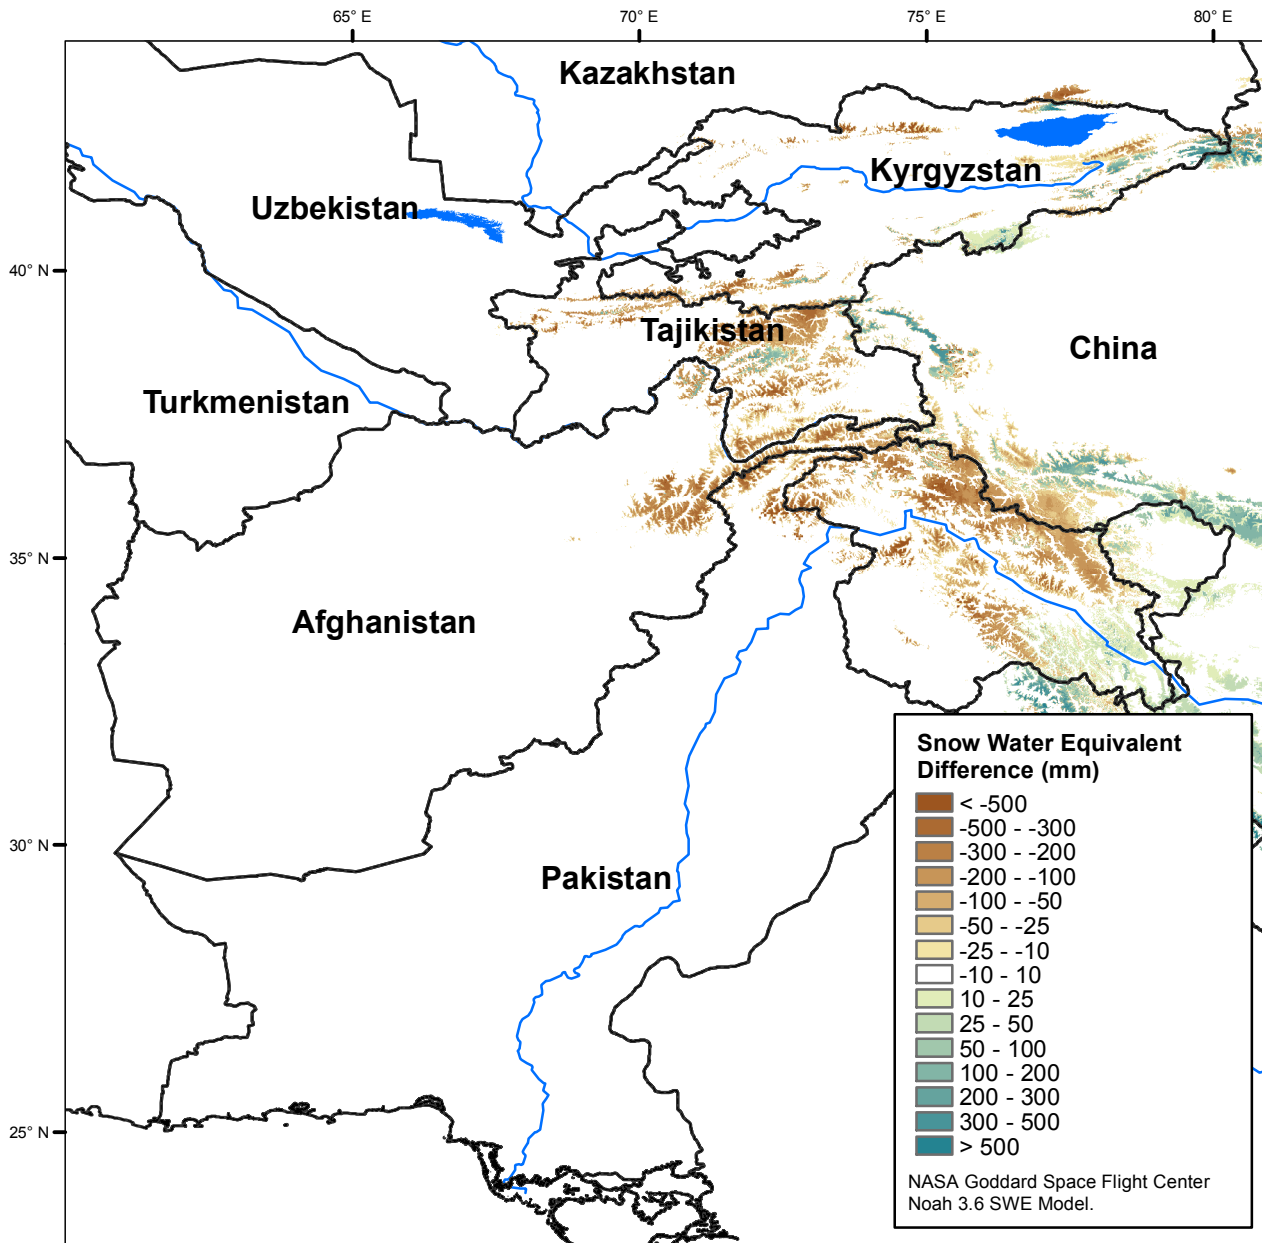 65° E
70° E
75° E
80° E
Kazakhstan
Kyrgyzstan
Uzbekistan
40° N
Tajikistan
China
Turkmenistan
35° N
Afghanistan
Snow Water Equivalent
Difference (mm)
< -500
-500 - -300
-300 - -200
-200 - -100
-100 - -50
-50 - -25
-25 - -10
-10 - 10
10 - 25
25 - 50
50 - 100
100 - 200
200 - 300
300 - 500
> 500
NASA Goddard Space Flight Center
Noah 3.6 SWE Model.
30° N
Pakistan
25° N